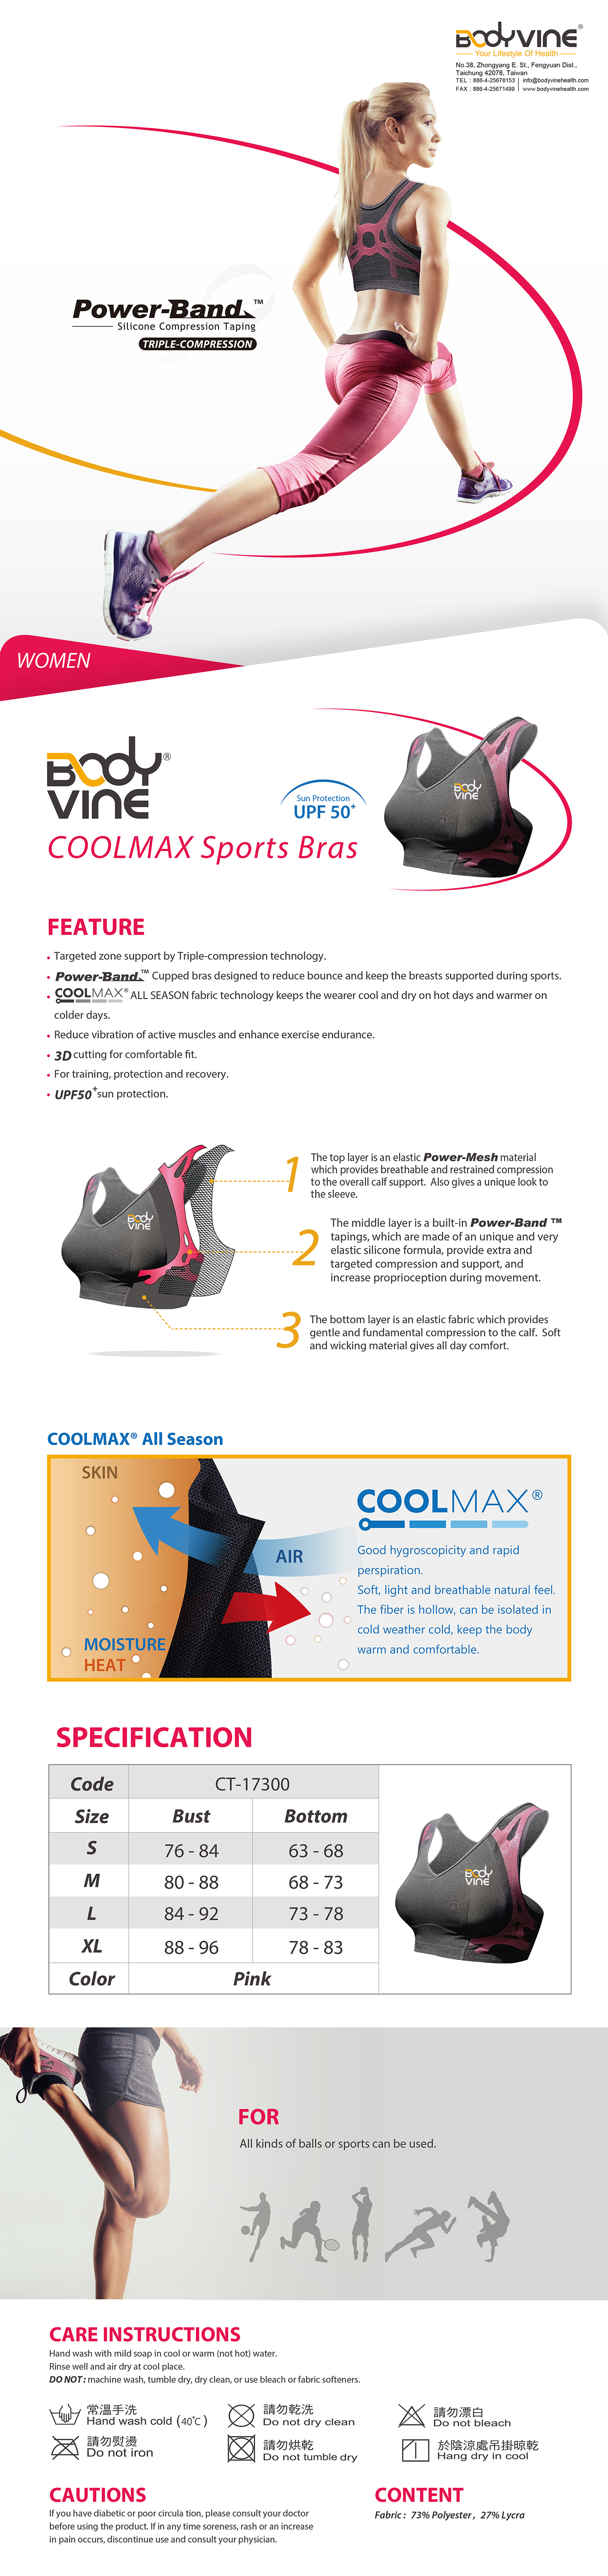 BODYVINE®
Your Lifestyle Of Health
No.38, Zhongyang E. St., Fengyuan Dist.,
Taichung 42076, Taiwan
TEL : 886-4-25678153 | info@bodyvinehealth.com
FAX : 886-4-25671499 | www.bodyvinehealth.com
Power-Band™
Silicone Compression Taping
TRIPLE-COMPRESSION
WOMEN
BODY
VINE®
Sun Protection
UPF 50+
COOLMAX Sports Bras
BODY
VINE
FEATURE
• Targeted zone support by Triple-compression technology.
• Power-Band™ Cupped bras designed to reduce bounce and keep the breasts supported during sports.
• COOLMAX® ALL SEASON fabric technology keeps the wearer cool and dry on hot days and warmer on
colder days.
• Reduce vibration of active muscles and enhance exercise endurance.
• 3D cutting for comfortable fit.
• For training, protection and recovery.
• UPF50+ sun protection.
BODY
VINE
1
The top layer is an elastic Power-Mesh material
which provides breathable and restrained compression
to the overall calf support. Also gives a unique look to
the sleeve.
2
The middle layer is a built-in Power-Band ™
tapings, which are made of an unique and very
elastic silicone formula, provide extra and
targeted compression and support, and
increase proprioception during movement.
3
The bottom layer is an elastic fabric which provides
gentle and fundamental compression to the calf. Soft
and wicking material gives all day comfort.
COOLMAX® All Season
SKIN
AIR
MOISTURE
HEAT
COOLMAX®
Good hygroscopicity and rapid
perspiration.
Soft, light and breathable natural feel.
The fiber is hollow, can be isolated in
cold weather cold, keep the body
warm and comfortable.
SPECIFICATION
Code CT-17300
Size Bust Bottom
S 76 - 84 63 - 68
M 80 - 88 68 - 73
L 84 - 92 73 - 78
XL 88 - 96 78 - 83
Color Pink
BODY
VINE
FOR
All kinds of balls or sports can be used.
CARE INSTRUCTIONS
Hand wash with mild soap in cool or warm (not hot) water.
Rinse well and air dry at cool place.
DO NOT : machine wash, tumble dry, dry clean, or use bleach or fabric softeners.
常溫手洗
Hand wash cold (40°C)
請勿乾洗
Do not dry clean
請勿漂白
Do not bleach
請勿熨燙
Do not iron
請勿烘乾
Do not tumble dry
於陰涼處吊掛晾乾
Hang dry in cool
CAUTIONS
If you have diabetic or poor circula tion, please consult your doctor
before using the product. If in any time soreness, rash or an increase
in pain occurs, discontinue use and consult your physician.
CONTENT
Fabric : 73% Polyester , 27% Lycra